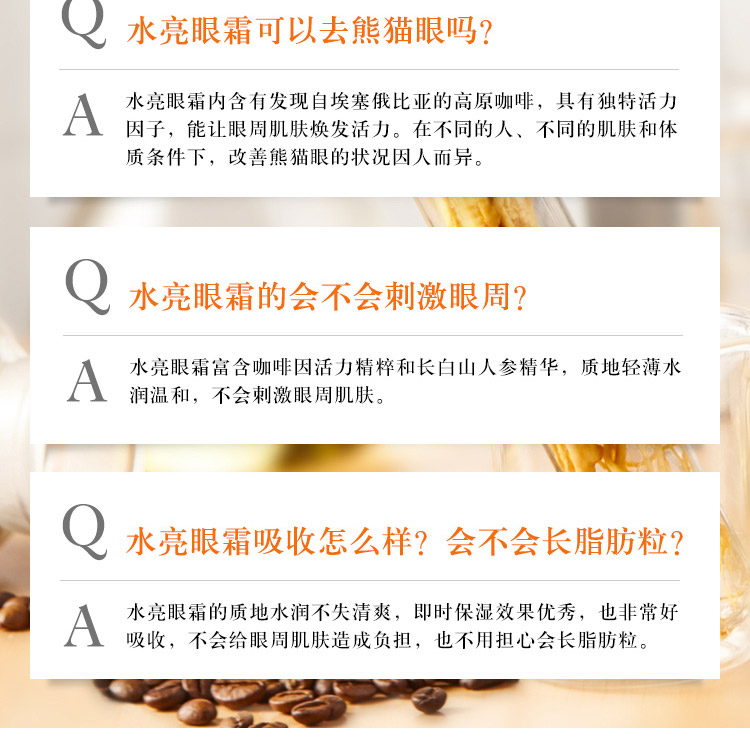 Q 水亮眼霜可以去熊猫眼吗?
A 水亮眼霜内含有发现自埃塞俄比亚的高原咖啡，具有独特活力
因子，能让眼周肌肤焕发活力。在不同的人、不同的肌肤和体
质条件下，改善熊猫眼的状况因人而异。
Q 水亮眼霜的会不会刺激眼周?
A 水亮眼霜富含咖啡因活力精粹和长白山人参精华，质地轻薄水
润温和，不会刺激眼周肌肤。
Q 水亮眼霜吸收怎么样? 会不会长脂肪粒?
A 水亮眼霜的质地水润不失清爽，即时保湿效果优秀，也非常好
吸收，不会给眼周肌肤造成负担，也不用担心会长脂肪粒。